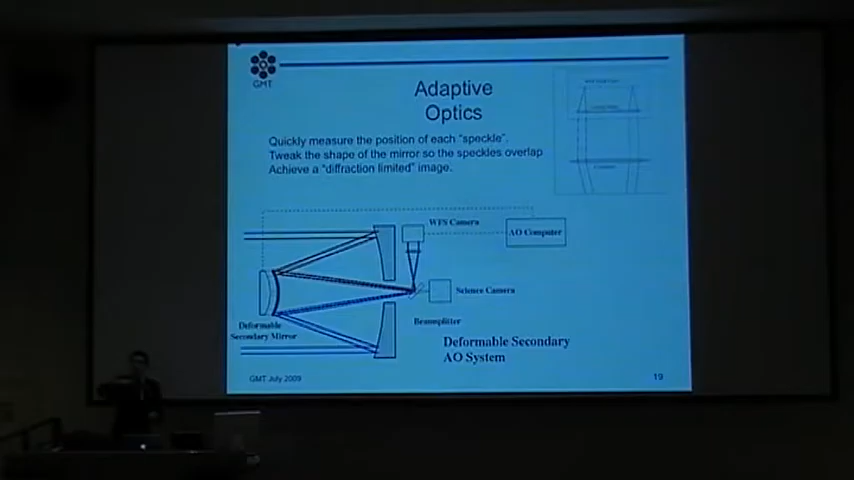 GMT
Adaptive
Optics
Quickly measure the position of each "speckle".
Tweak the shape of the mirror so the speckles overlap
Achieve a "diffraction limited" image.
WFS Camera
AO Computer
Science Camera
Deformable
Secondary Mirror
Beamsplitter
Deformable Secondary
AO System
GMT July 2009
19